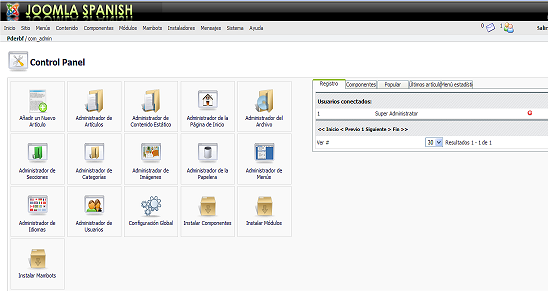 JOOMLA SPANISH
Inicio Sitio Menús Contenido Componentes Módulos Mambots Instaladores Mensajes Sistema Ayuda
0 1 Salir
Pderbf / com_admin
Control Panel
Añadir un Nuevo Artículo
Administrador de Artículos
Administrador de Contenido Estático
Administrador de la Página de Inicio
Administrador del Archivo
Administrador de Secciones
Administrador de Categorías
Administrador de Imágenes
Administrador de la Papelera
Administrador de Menús
Administrador de Idiomas
Administrador de Usuarios
Configuración Global
Instalar Componentes
Instalar Módulos
Instalar Mambots
Registro Componentes Popular Últimos artículo Menú estadísti
Usuarios conectados:
1 Super Administrator
<< Inicio < Previo 1 Siguiente > Fin >>
Ver # 30 Resultados 1 - 1 de 1